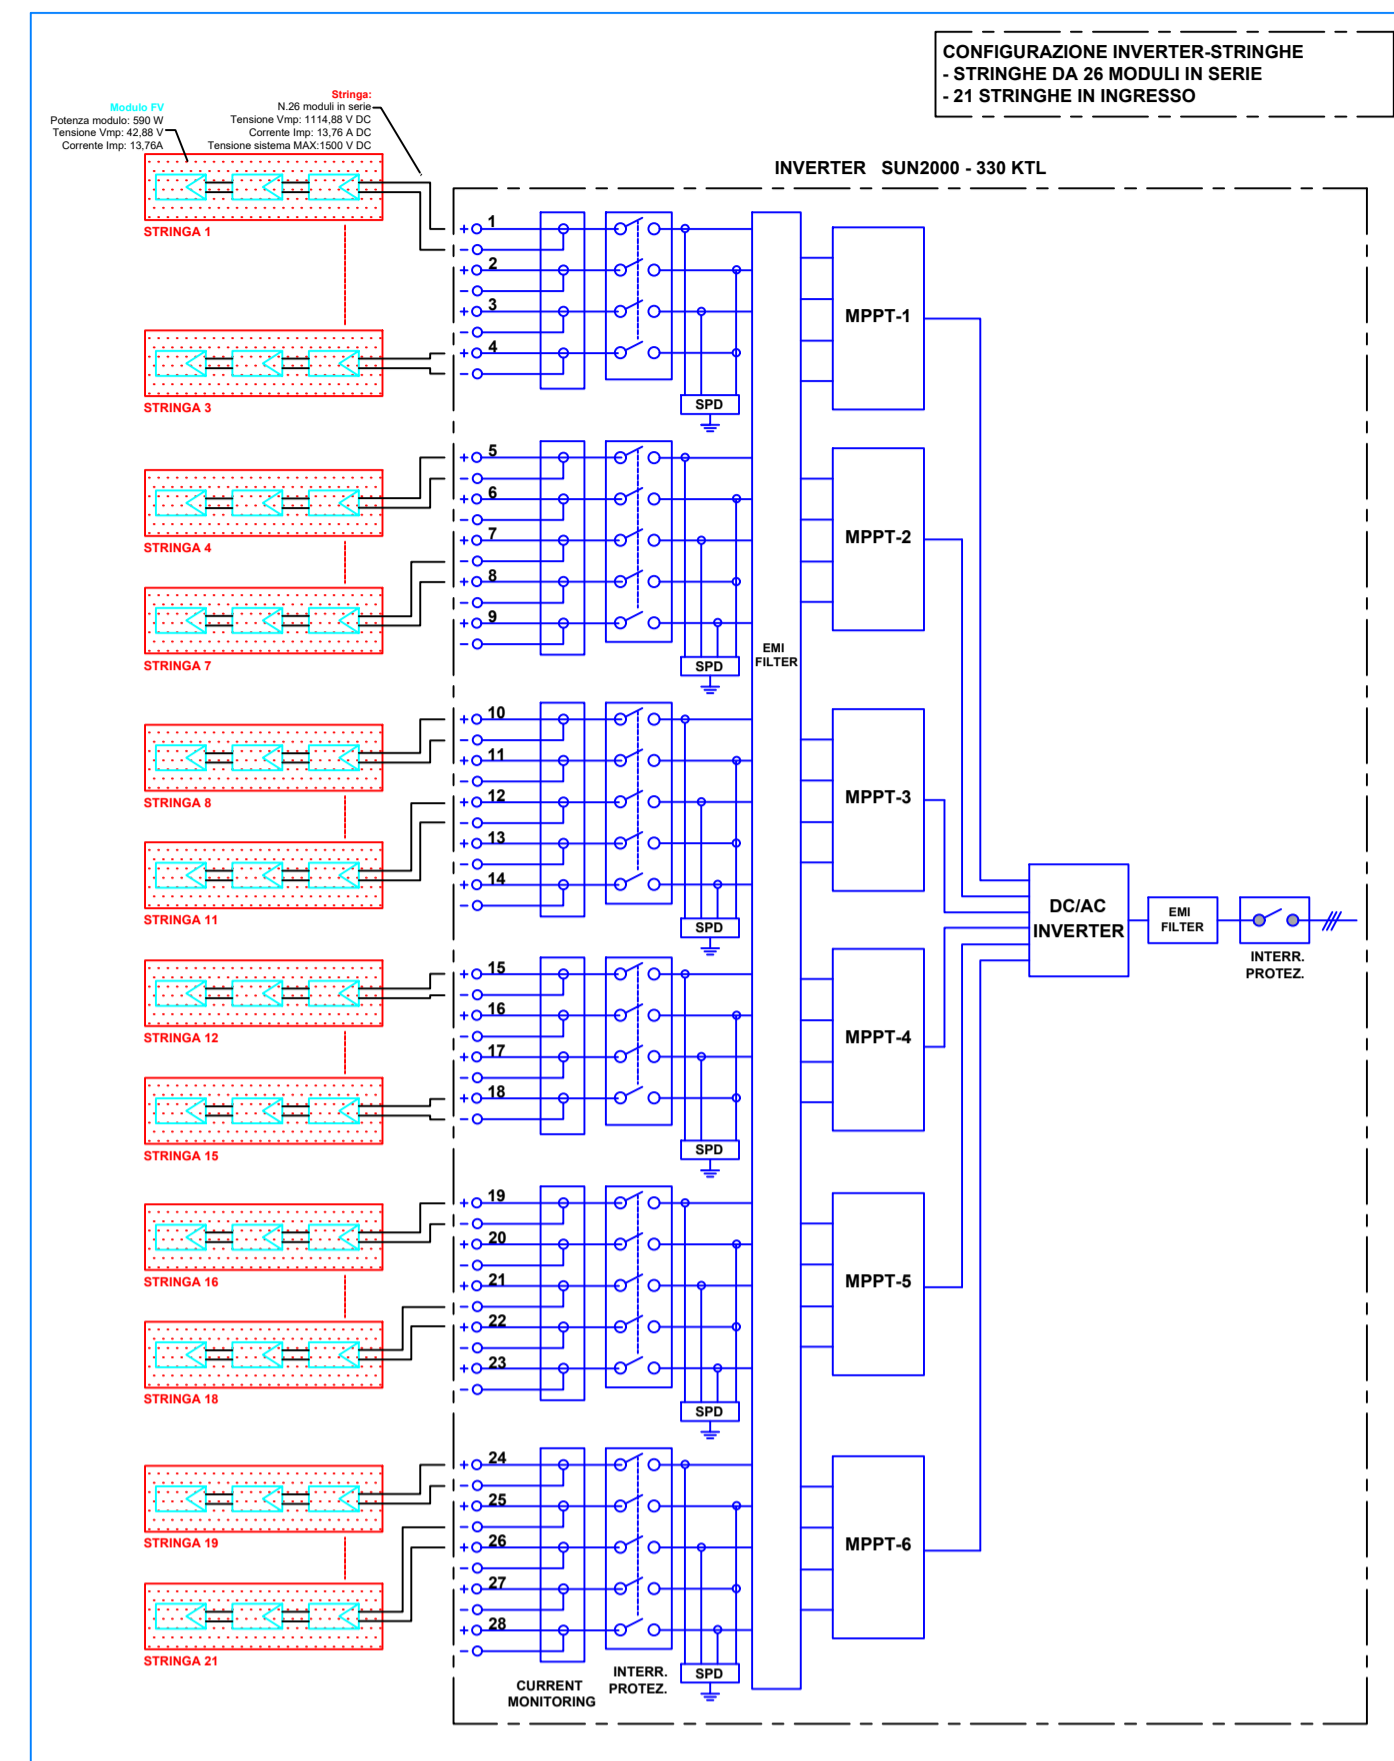 CONFIGURAZIONE INVERTER-STRINGHE
- STRINGHE DA 26 MODULI IN SERIE
- 21 STRINGHE IN INGRESSO
Modulo FV
Potenza modulo: 590 W
Tensione Vmp: 42,88 V
Corrente Imp: 13,76A
Stringa:
N.26 moduli in serie
Tensione Vmp: 1114,88 V DC
Corrente Imp: 13,76 A DC
Tensione sistema MAX:1500 V DC
INVERTER SUN2000 - 330 KTL
STRINGA 1
STRINGA 3
+ 1
-
+ 2
-
+ 3
-
+ 4
-
SPD
MPPT-1
STRINGA 4
STRINGA 7
+ 5
-
+ 6
-
+ 7
-
+ 8
-
+ 9
-
SPD
EMI
FILTER
MPPT-2
STRINGA 8
STRINGA 11
+ 10
-
+ 11
-
+ 12
-
+ 13
-
+ 14
-
SPD
MPPT-3
STRINGA 12
STRINGA 15
+ 15
-
+ 16
-
+ 17
-
+ 18
-
SPD
MPPT-4
DC/AC
INVERTER
EMI
FILTER
INTERR.
PROTEZ.
STRINGA 16
STRINGA 18
+ 19
-
+ 20
-
+ 21
-
+ 22
-
+ 23
-
SPD
MPPT-5
STRINGA 19
STRINGA 21
+ 24
-
+ 25
-
+ 26
-
+ 27
-
+ 28
-
SPD
MPPT-6
CURRENT
MONITORING
INTERR.
PROTEZ.